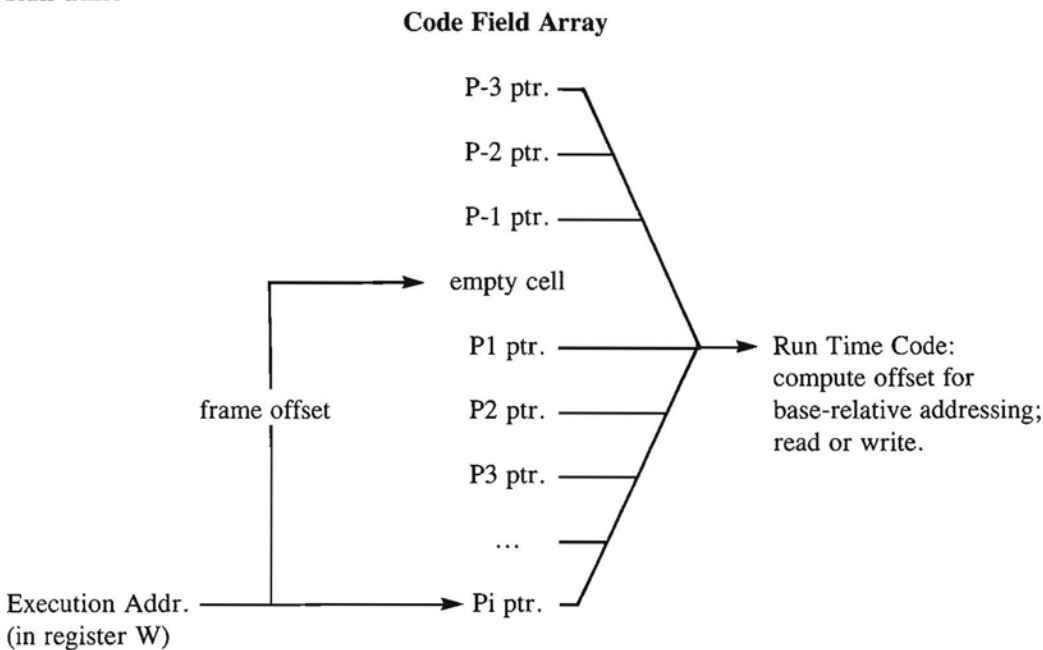 Code Field Array
P-3 ptr.
P-2 ptr.
P-1 ptr.
empty cell
P1 ptr.
Run Time Code:
compute offset for
base-relative addressing;
read or write.
frame offset
P2 ptr.
P3 ptr.
...
Execution Addr.
(in register W)
Pi ptr.